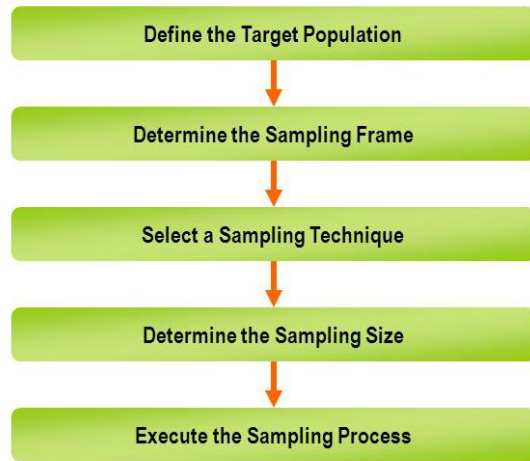 Define the Target Population
Determine the Sampling Frame
Select a Sampling Technique
Determine the Sampling Size
Execute the Sampling Process